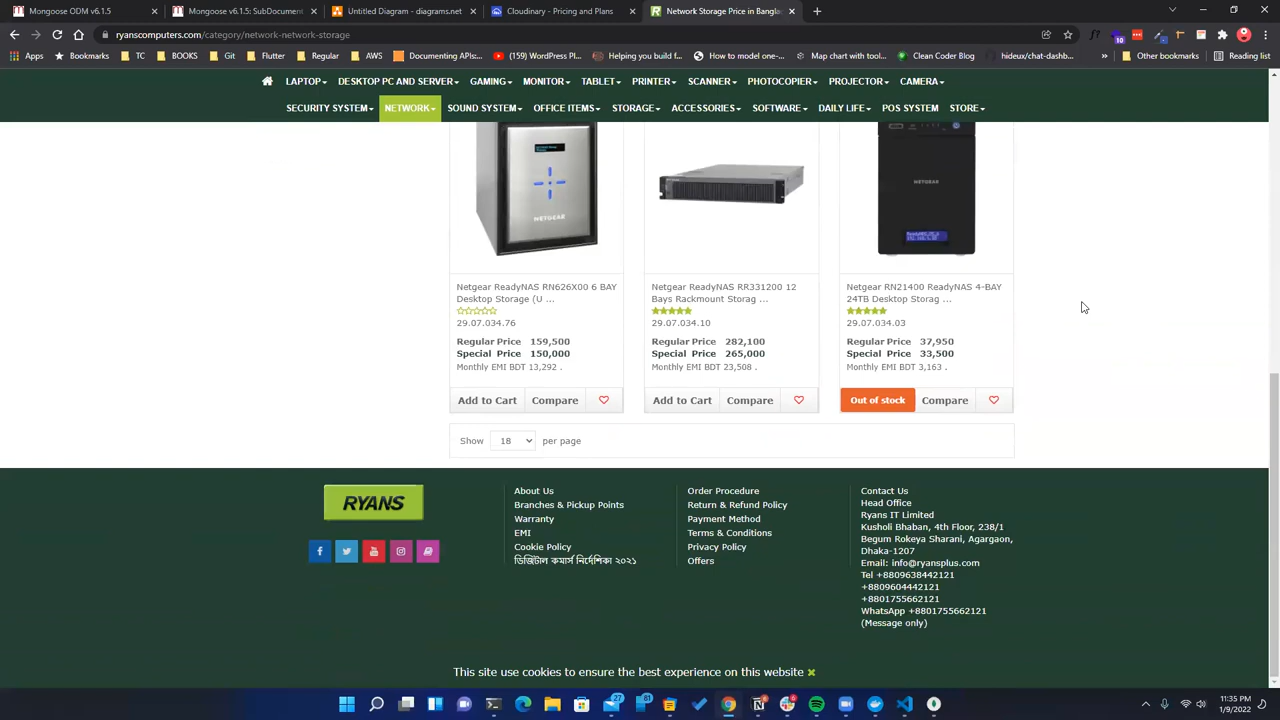 Mongoose ODM v6.1.5
Mongoose v6.1.5: SubDocument
Untitled Diagram - diagrams.net
Cloudinary - Pricing and Plans
Network Storage Price in Bangla
ryanscomputers.com/category/network-network-storage
Apps
Bookmarks
TC
BOOKS
Git
Flutter
Regular
AWS
Documenting APIs...
(159) WordPress Pl...
Helping you build f...
How to model one-...
Map chart with tool...
Clean Code
hideux/chat-dashb...
Other bookmarks
Reading list
LAPTOP
DESKTOP PC AND SERVER
GAMING
MONITOR
TABLET
PRINTER
SCANNER
PHOTOCOPIER
PROJECTOR
CAMERA
SECURITY SYSTEM
NETWORK
SOUND SYSTEM
OFFICE ITEMS
STORAGE
ACCESSORIES
SOFTWARE
DAILY LIFE
POS SYSTEM
STORE
NETGEAR
NETGEAR
Netgear ReadyNAS RN626X00 6 BAY
Desktop Storage (U ...
29.07.034.76
Regular Price 159,500
Special Price 150,000
Monthly EMI BDT 13,292 .
Add to Cart
Compare
Netgear ReadyNAS RR331200 12
Bays Rackmount Storag ...
29.07.034.10
Regular Price 282,100
Special Price 265,000
Monthly EMI BDT 23,508 .
Add to Cart
Compare
Netgear RN21400 ReadyNAS 4-BAY
24TB Desktop Storag ...
29.07.034.03
Regular Price 37,950
Special Price 33,500
Monthly EMI BDT 3,163 .
Out of stock
Compare
Show 18 per page
RYANS
About Us
Branches & Pickup Points
Warranty
EMI
Cookie Policy
ডিজিটাল কমার্স নির্দেশিকা ২০২১
Order Procedure
Return & Refund Policy
Payment Method
Terms & Conditions
Privacy Policy
Offers
Contact Us
Head Office
Ryans IT Limited
Kusholi Bhaban, 4th Floor, 238/1
Begum Rokeya Sharani, Agargaon,
Dhaka-1207
Email: info@ryansplus.com
Tel +8809638442121
+8809604442121
+8801755662121
WhatsApp +8801755662121
(Message only)
This site use cookies to ensure the best experience on this website
11:35 PM
1/9/2022